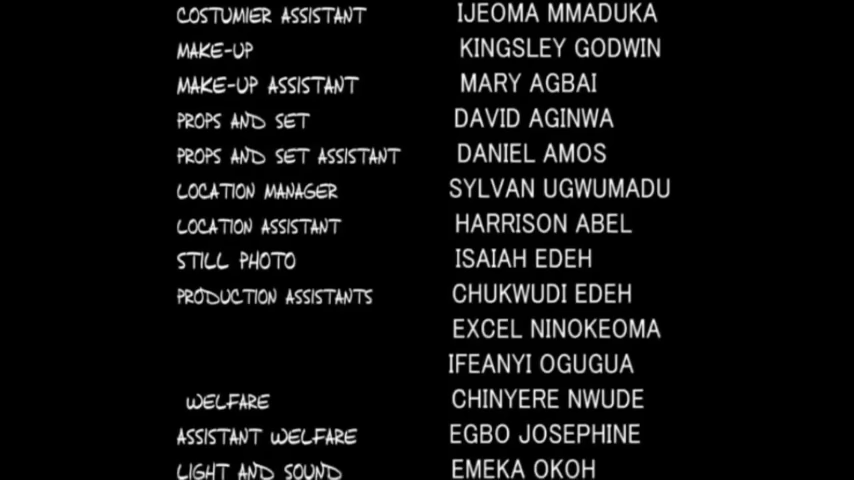 COSTUMIER ASSISTANT IJEOMA MMADUKA
MAKE-UP KINGSLEY GODWIN
MAKE-UP ASSISTANT MARY AGBAI
PROPS AND SET DAVID AGINWA
PROPS AND SET ASSISTANT DANIEL AMOS
LOCATION MANAGER SYLVAN UGWUMADU
LOCATION ASSISTANT HARRISON ABEL
STILL PHOTO ISAIAH EDEH
PRODUCTION ASSISTANTS CHUKWUDI EDEH
EXCEL NINOKEOMA
IFEANYI OGUGUA
WELFARE CHINYERE NWUDE
ASSISTANT WELFARE EGBO JOSEPHINE
LIGHT AND SOUND EMEKA OKOH